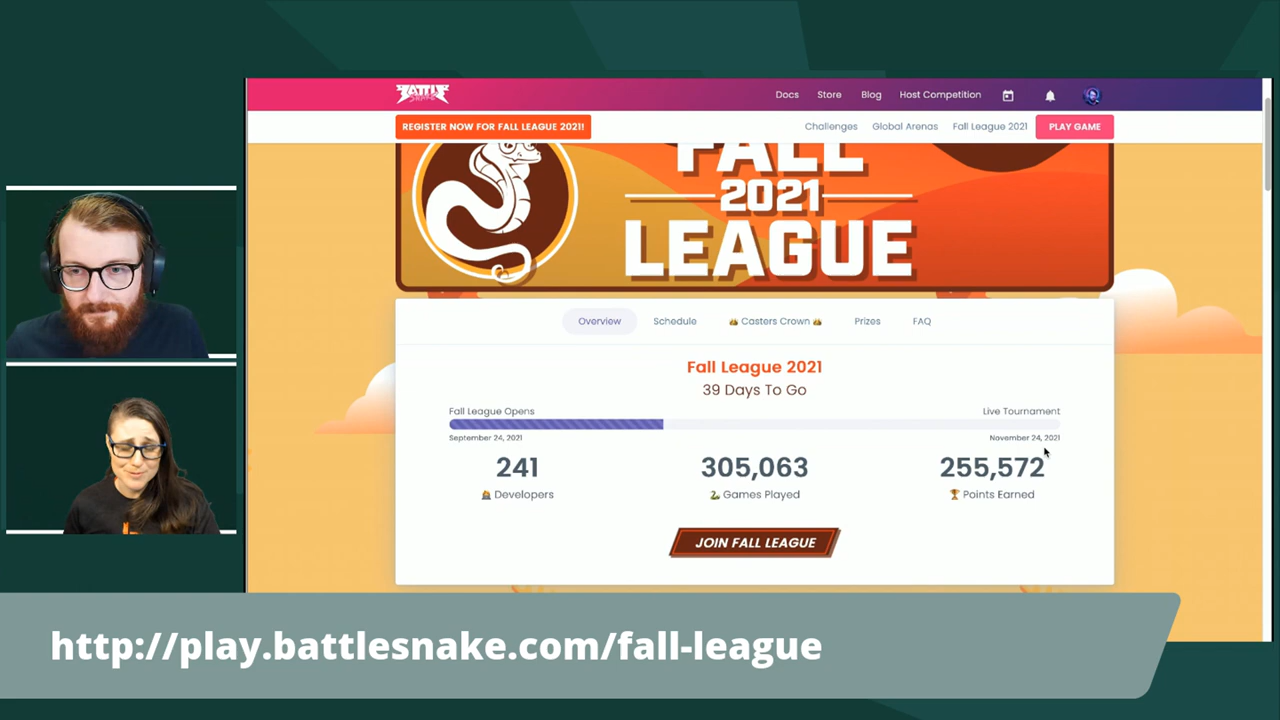 BATTLE
SNAKE
Docs
Store
Blog
Host Competition
REGISTER NOW FOR FALL LEAGUE 2021!
Challenges
Global Arenas
Fall League 2021
PLAY GAME
FALL
2021
LEAGUE
Overview
Schedule
Casters Crown
Prizes
FAQ
Fall League 2021
39 Days To Go
Fall League Opens
Live Tournament
September 24, 2021
November 24, 2021
241
305,063
255,572
Developers
Games Played
Points Earned
JOIN FALL LEAGUE
http://play.battlesnake.com/fall-league